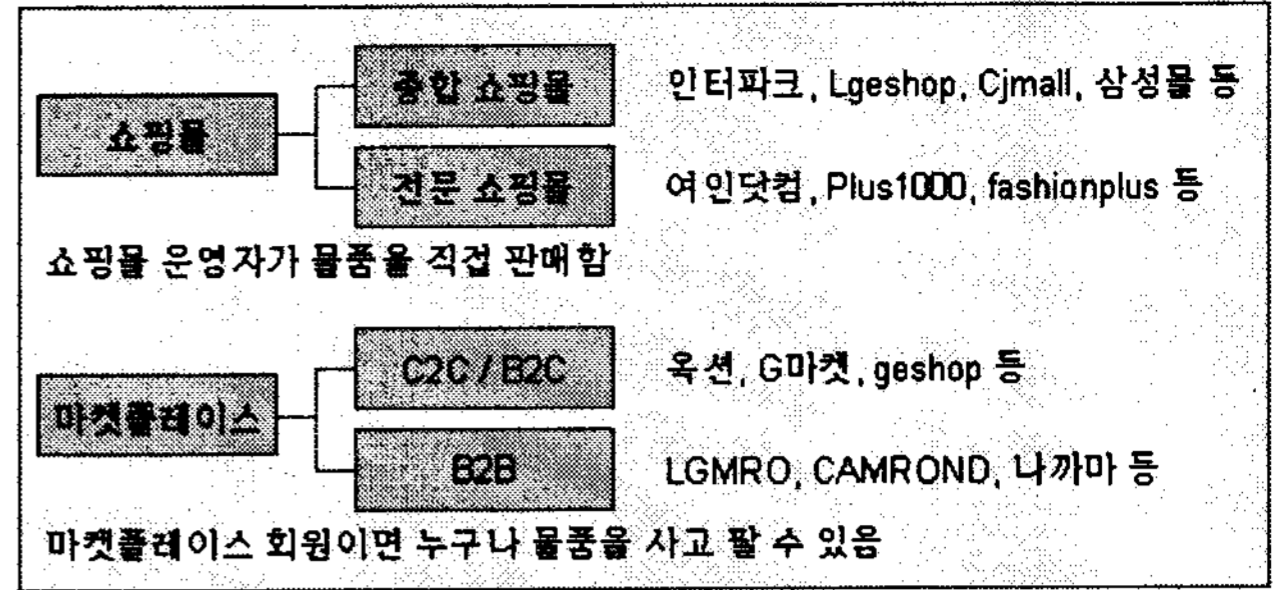 종합 쇼핑몰 인터파크, Lgeshop, Cjmall, 삼성몰 등
쇼핑몰
전문 쇼핑몰 여인닷컴, Plus1000, fashionplus 등
쇼핑몰 운영자가 물품을 직접 판매함
C2C / B2C 옥션, G마켓, geshop 등
마켓플레이스
B2B LGMRO, CAMROND, 나까마 등
마켓플레이스 회원이면 누구나 물품을 사고 팔 수 있음